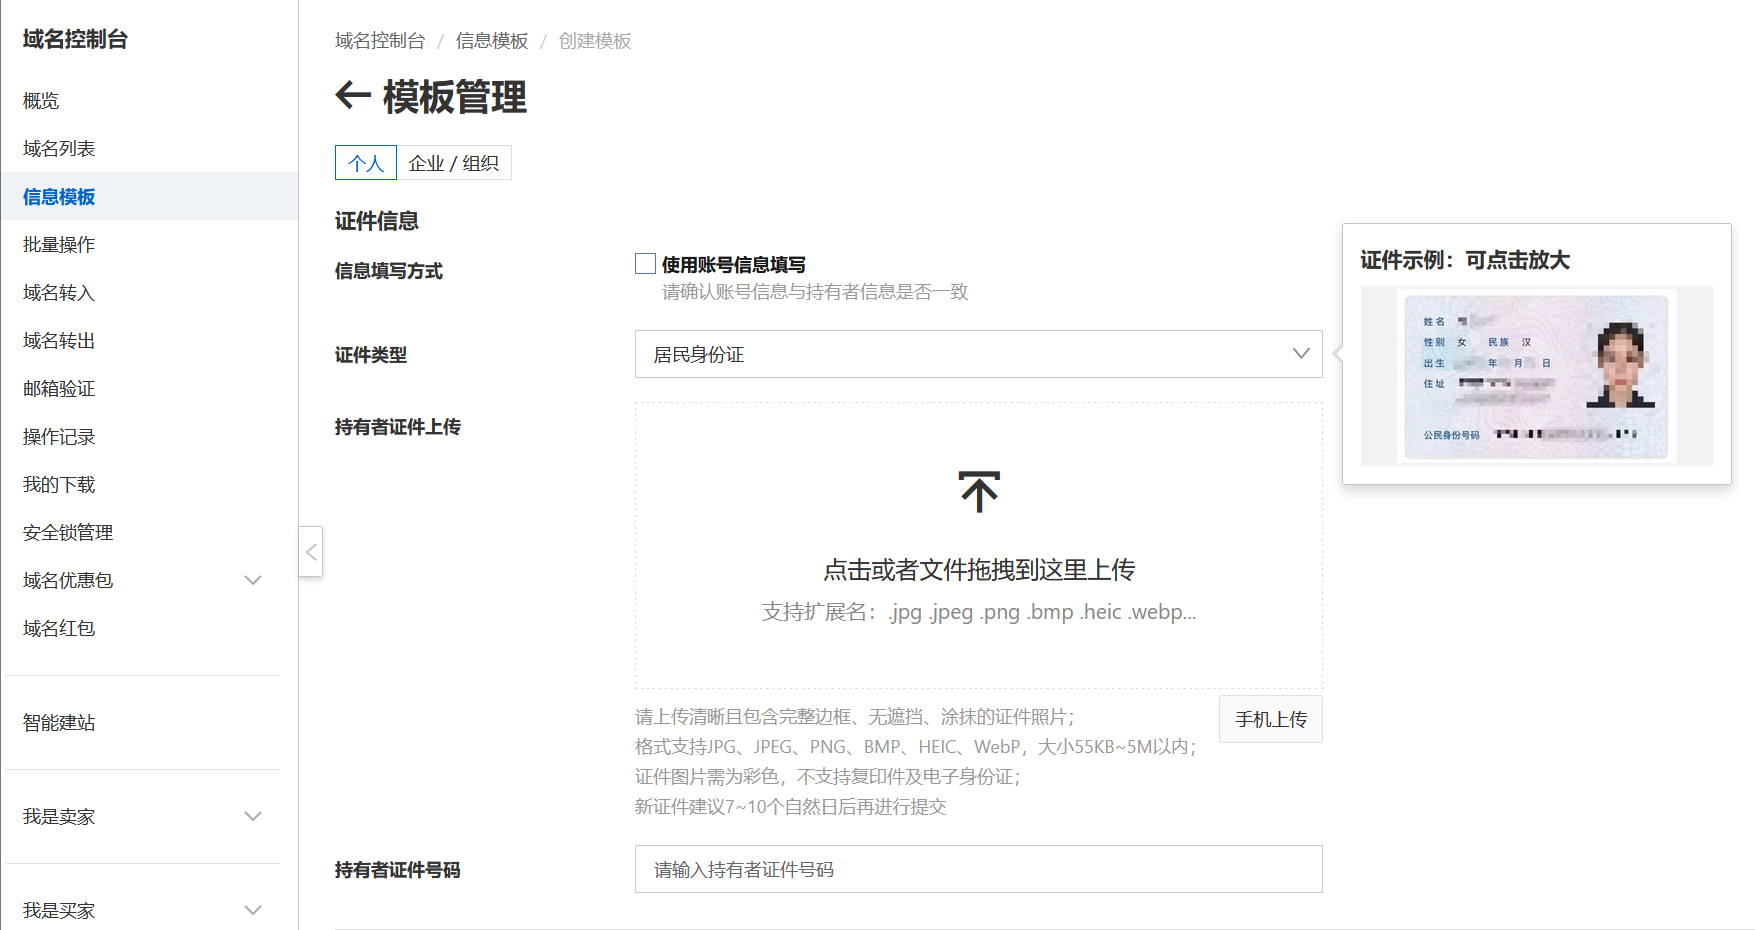 域名控制台
概览
域名列表
信息模板
批量操作
域名转入
域名转出
邮箱验证
操作记录
我的下载
安全锁管理
域名优惠包
域名红包
智能建站
我是卖家
我是买家
域名控制台 / 信息模板 / 创建模板
模板管理
个人 企业 / 组织
证件信息
信息填写方式
使用账号信息填写
请确认账号信息与持有者信息是否一致
证件类型
居民身份证
持有者证件上传
点击或者文件拖拽到这里上传
支持扩展名：.jpg .jpeg .png .bmp .heic .webp...
请上传清晰且包含完整边框、无遮挡、涂抹的证件照片；
格式支持JPG、JPEG、PNG、BMP、HEIC、WebP，大小55KB~5M以内；
证件图片需为彩色，不支持复印件及电子身份证；
新证件建议7~10个自然日后再进行提交
手机上传
持有者证件号码
请输入持有者证件号码
证件示例：可点击放大
姓名
性别 女 民族 汉
出生 年 月 日
住址
公民身份号码